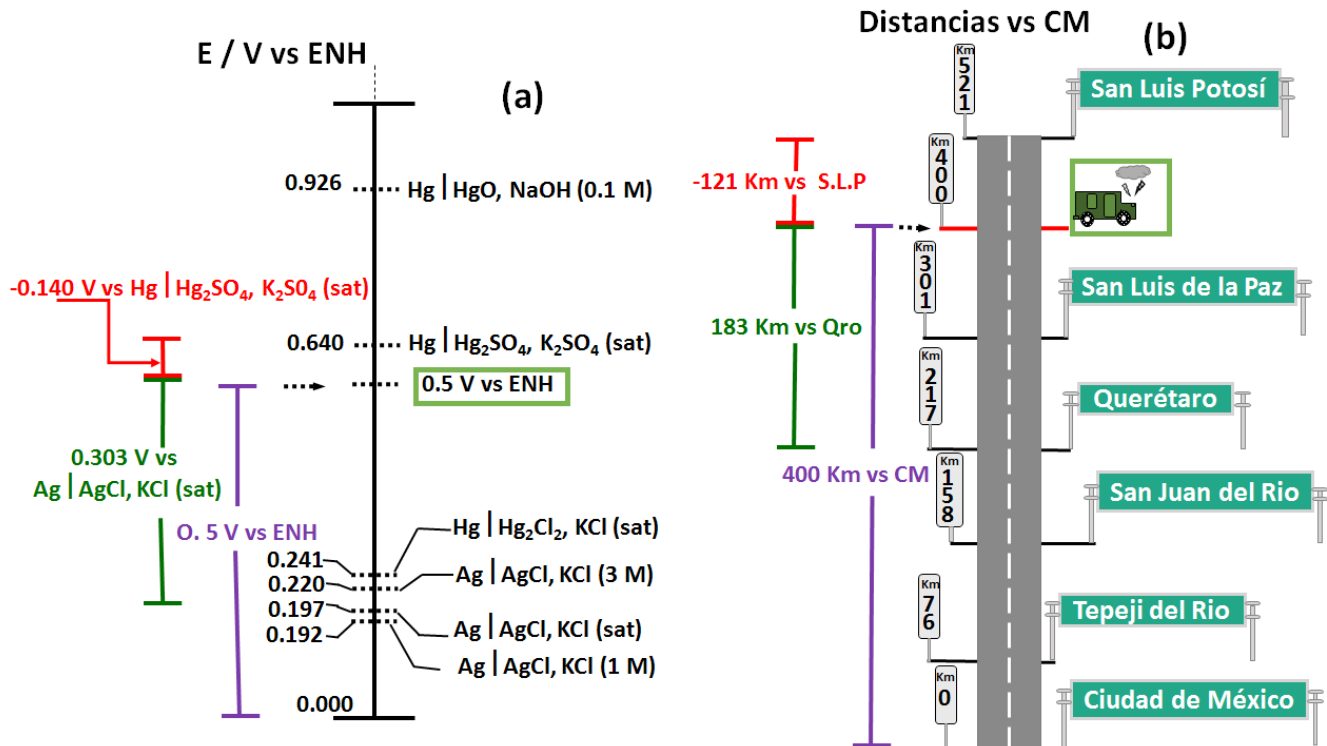 E / V vs ENH
(a)
0.926
Hg | HgO, NaOH (0.1 M)
-0.140 V vs Hg | Hg₂SO₄, K₂S0₄ (sat)
0.640
Hg | Hg₂SO₄, K₂SO₄ (sat)
0.5 V vs ENH
0.303 V vs
Ag | AgCl, KCl (sat)
O. 5 V vs ENH
Hg | Hg₂Cl₂, KCl (sat)
0.241
Ag | AgCl, KCl (3 M)
0.220
0.197
Ag | AgCl, KCl (sat)
0.192
Ag | AgCl, KCl (1 M)
0.000
Distancias vs CM
(b)
Km 521
San Luis Potosí
-121 Km vs S.L.P
Km 400
Km 301
San Luis de la Paz
183 Km vs Qro
Km 217
Querétaro
400 Km vs CM
Km 158
San Juan del Rio
Km 76
Tepeji del Rio
Km 0
Ciudad de México